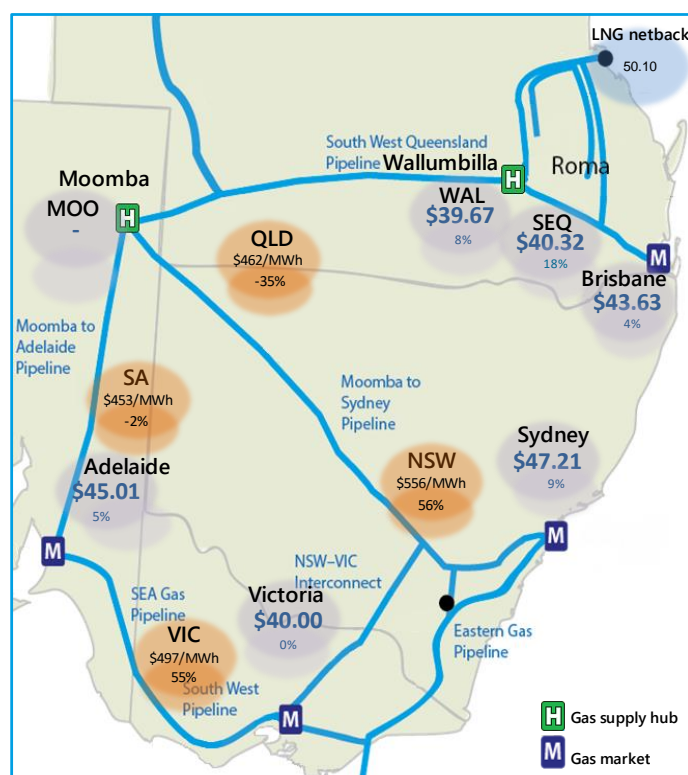 LNG netback
50.10
South West Queensland
Pipeline
Wallumbilla
H
Roma
Moomba
MOO
-
H
WAL
$39.67
8%
SEQ
$40.32
18%
QLD
$462/MWh
-35%
M
Brisbane
$43.63
4%
Moomba to
Adelaide
Pipeline
SA
$453/MWh
-2%
Moomba to
Sydney
Pipeline
Adelaide
$45.01
5%
NSW
$556/MWh
56%
Sydney
$47.21
9%
M
M
NSW–VIC
Interconnect
SEA Gas
Pipeline
Victoria
$40.00
0%
Eastern Gas
Pipeline
VIC
$497/MWh
55%
South West
Pipeline
M
H Gas supply hub
M Gas market